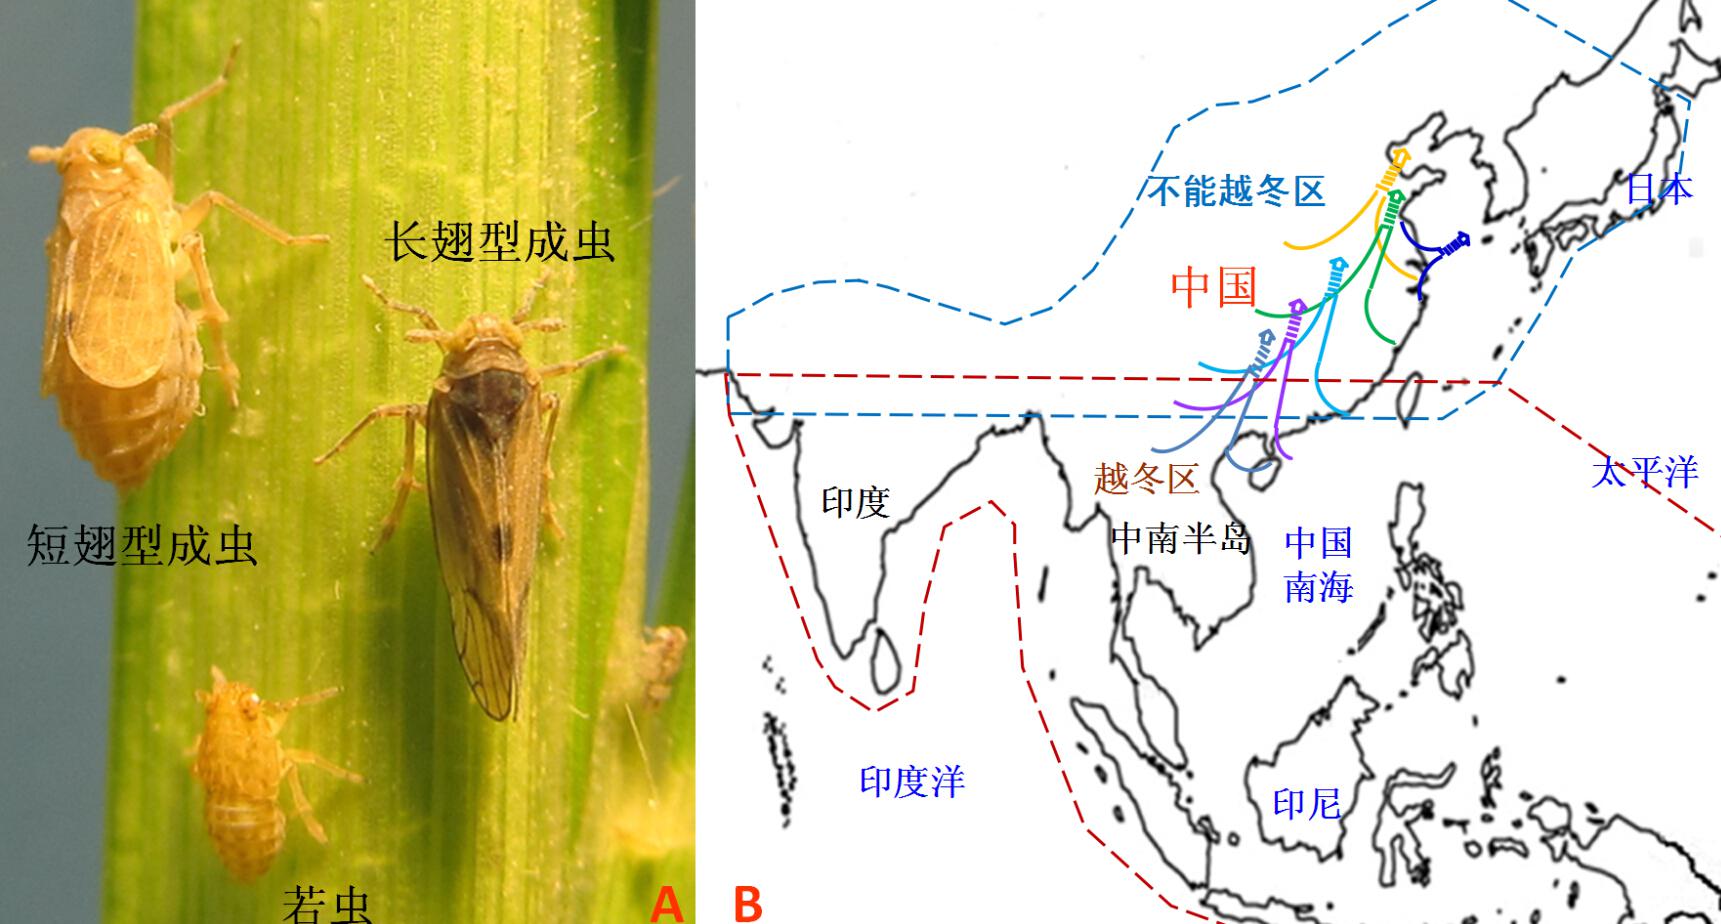 长翅型成虫
短翅型成虫
若虫
A
不能越冬区
日本
中国
太平洋
越冬区
印度
中南半岛
中国
南海
印度洋
印尼
B